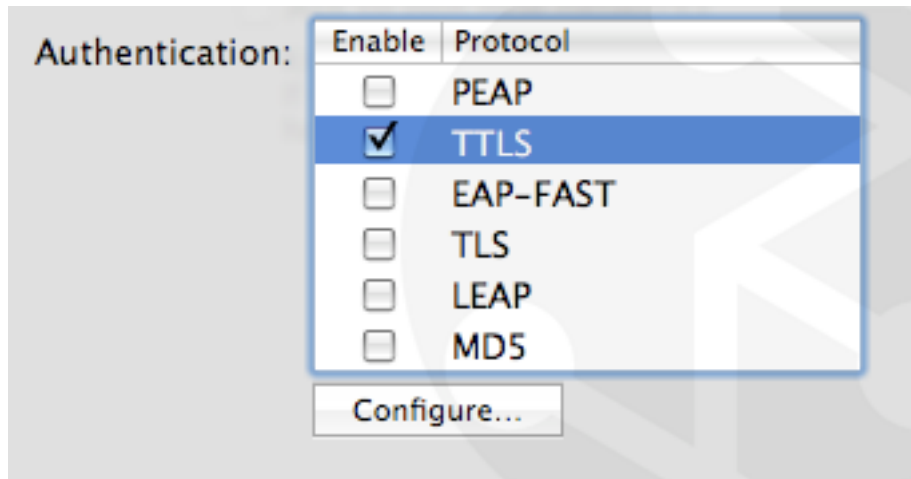 Authentication:
Enable Protocol
PEAP
TTLS
EAP-FAST
TLS
LEAP
MD5
Configure...